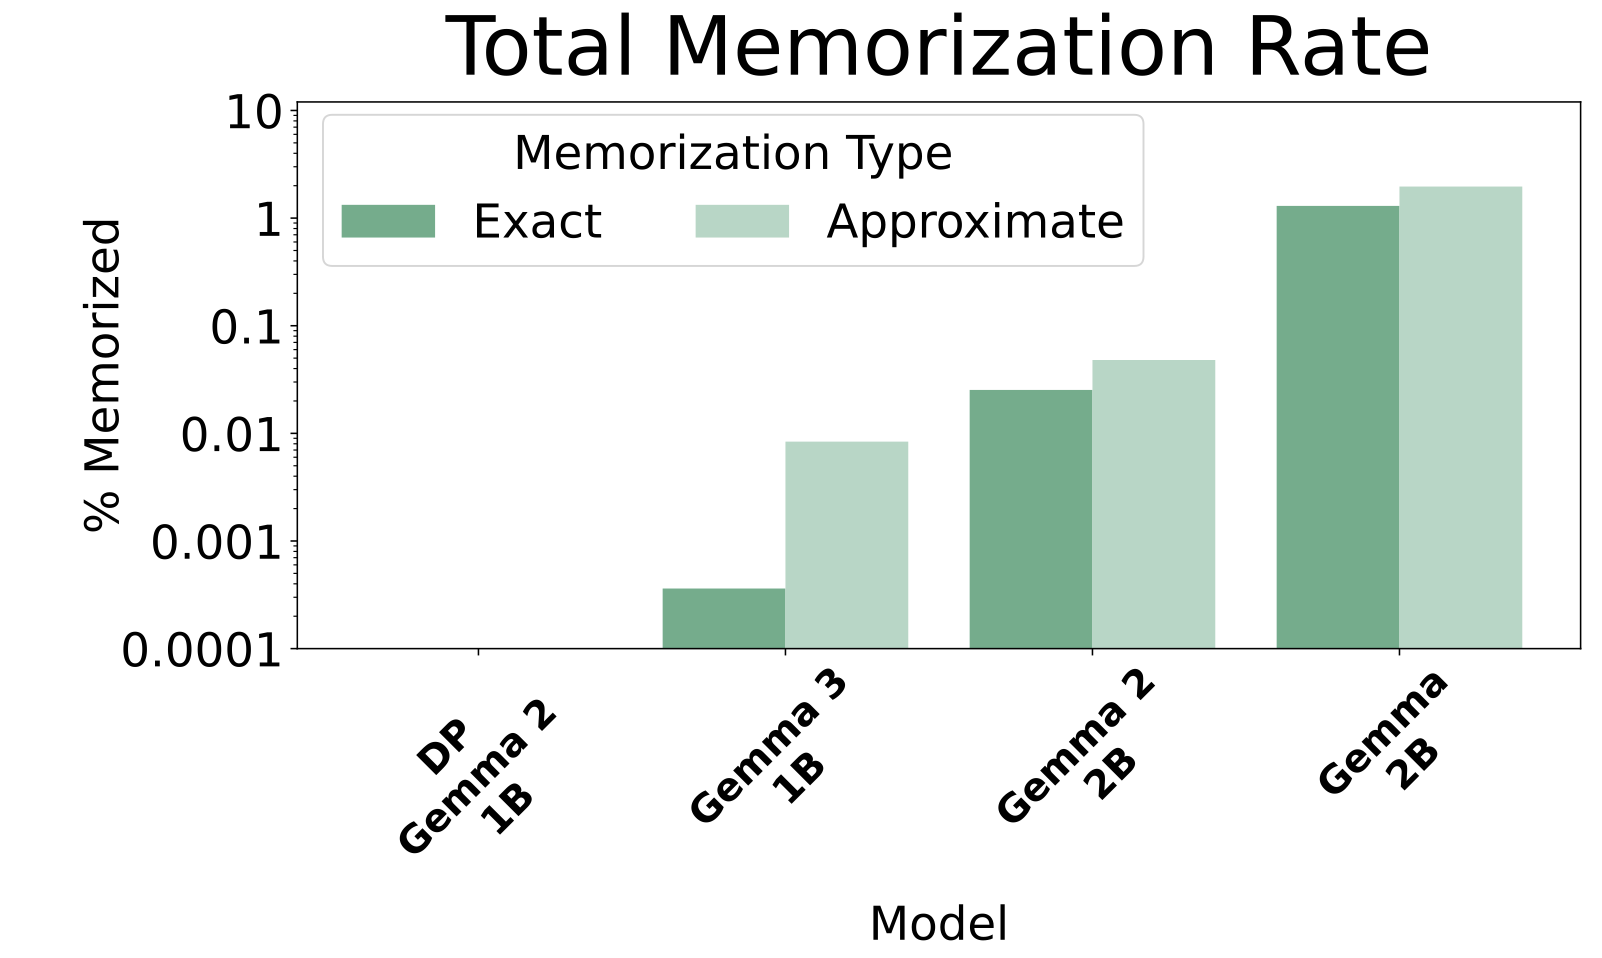 Total Memorization Rate
Memorization Type
Exact
Approximate
% Memorized
10
1
0.1
0.01
0.001
0.0001
DP
Gemma 2
1B
Gemma 3
1B
Gemma 2
2B
Gemma
2B
Model